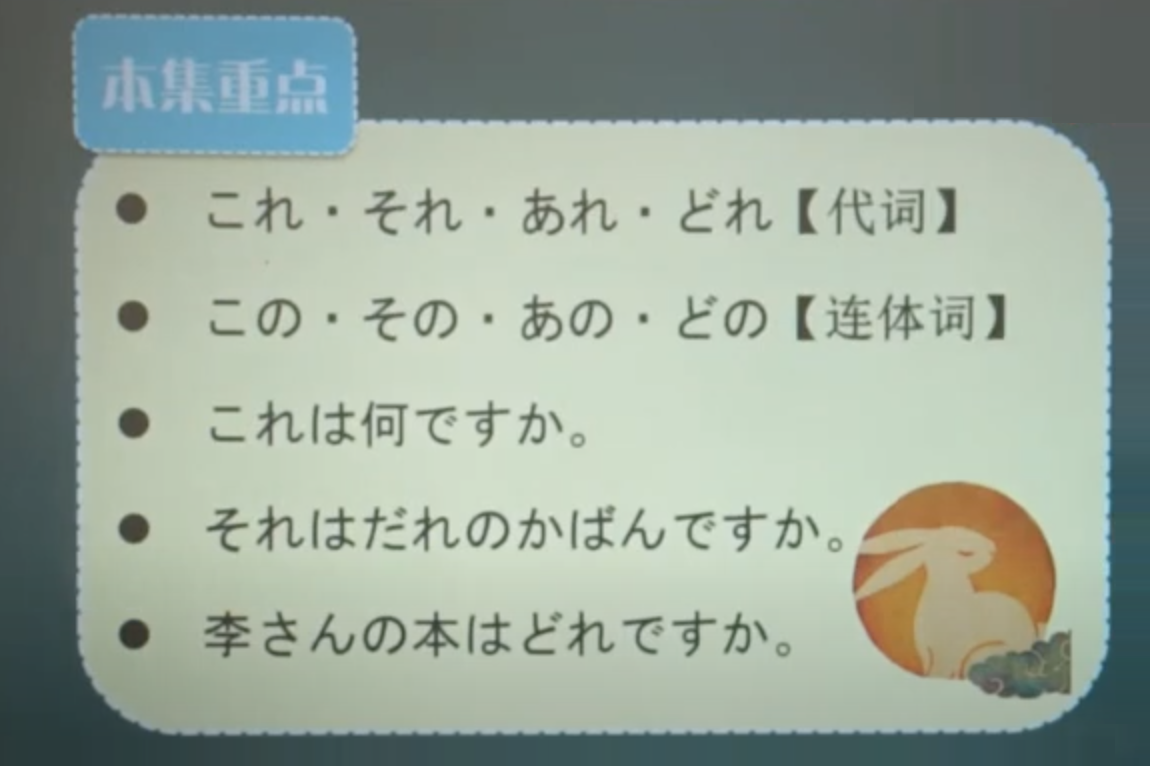 本集重点
● これ・それ・あれ・どれ【代词】
● この・その・あの・どの【连体词】
● これは何ですか。
● それはだれのかばんですか。
● 李さんの本はどれですか。